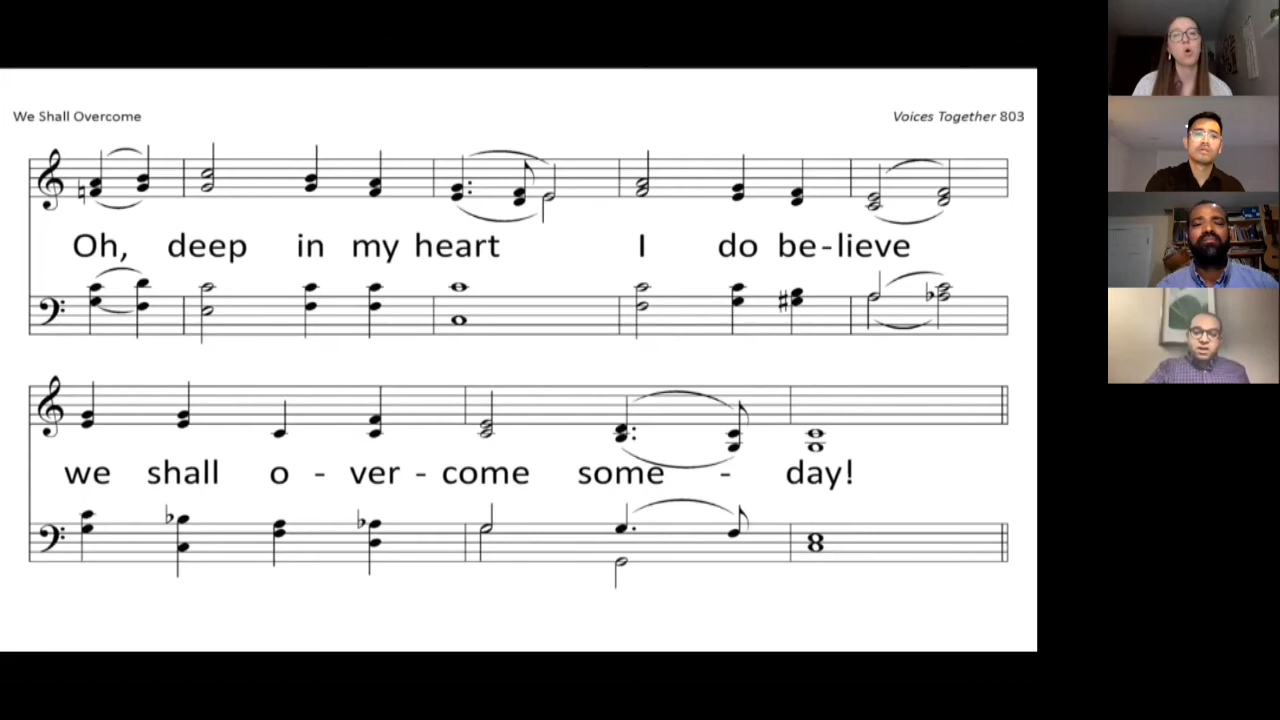 We Shall Overcome
Voices Together 803
Oh, deep in my heart I do be-lieve
we shall o - ver - come some - day!